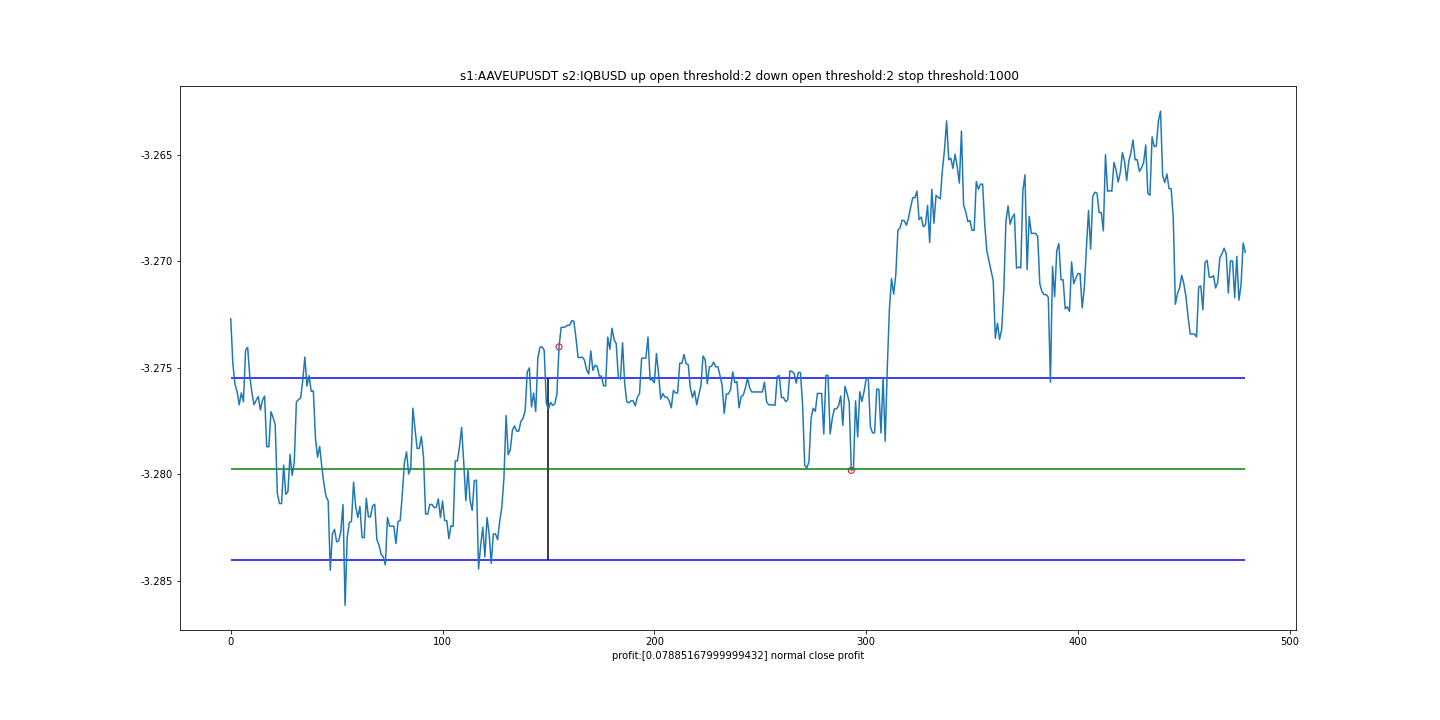 s1:AAVEUPUSDT s2:IQBUSD up open threshold:2 down open threshold:2 stop threshold:1000
-3.265
-3.270
-3.275
-3.280
-3.285
0 100 200 300 400 500
profit:[0.07885167999999432] normal close profit